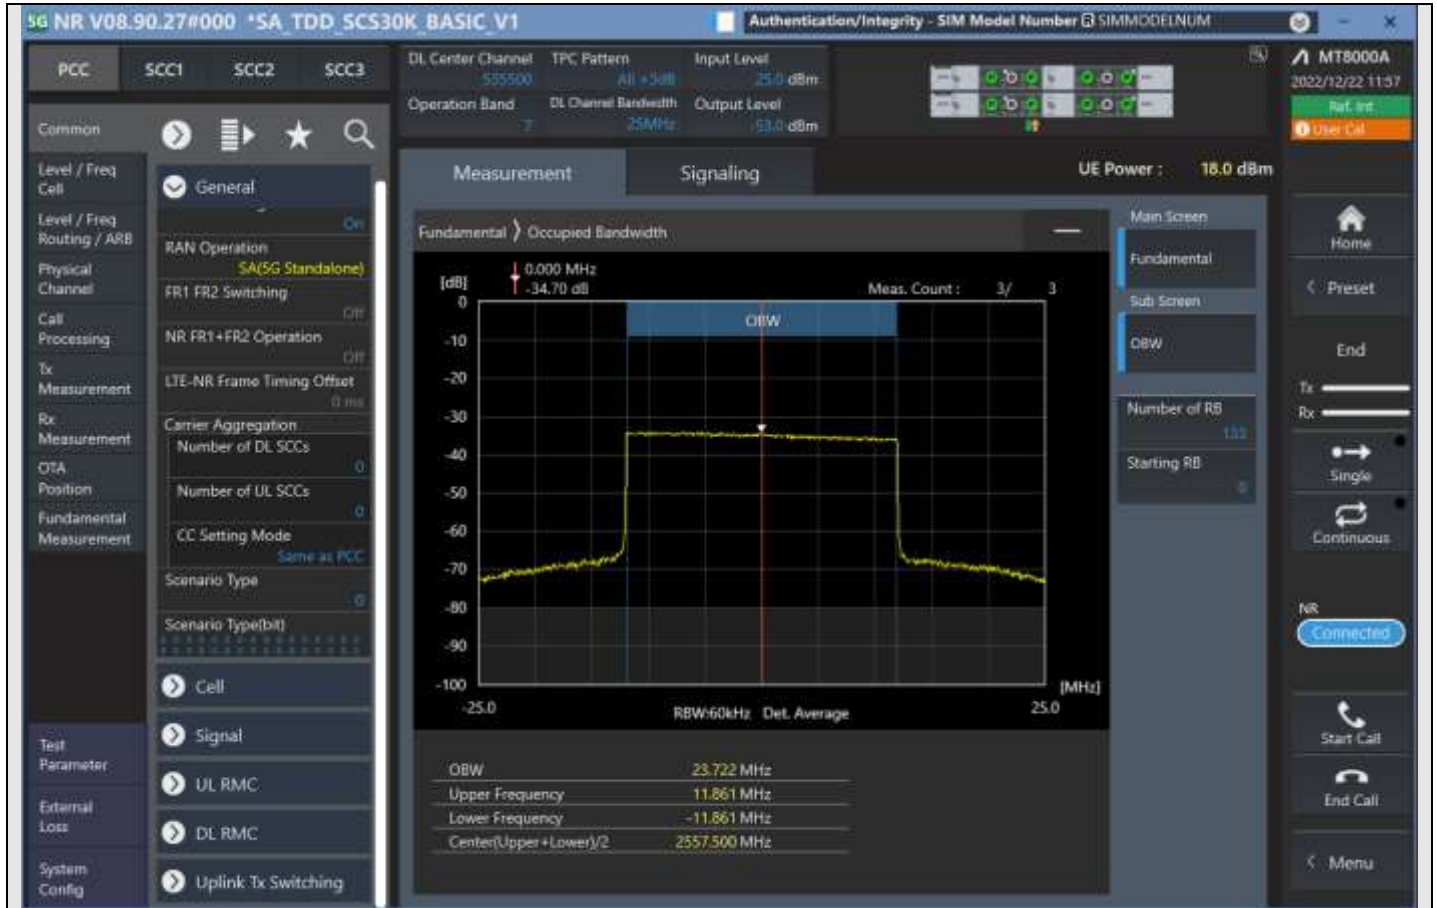 5G NR V08.90.27#000 *SA_TDD_SCS30K_BASIC_V1
Authentication/Integrity - SIM Model Number SIMMODELNUM
PCC SCC1 SCC2 SCC3
DL Center Channel TPC Pattern Input Level
535500 All +3dB 25.0 dBm
Operation Band DL Channel Bandwidth Output Level
7 25MHz -53.0 dBm
MT8000A
2022/12/22 11:57
Ref. Int.
User Cal
Common
Level / Freq
Cell
Level / Freq
Routing / ARB
Physical
Channel
Call
Processing
Tx
Measurement
Rx
Measurement
OTA
Position
Fundamental
Measurement
Test
Parameter
External
Loss
System
Config
General
On
RAN Operation
SA(5G Standalone)
FR1 FR2 Switching
Off
NR FR1+FR2 Operation
Off
LTE-NR Frame Timing Offset
0 ms
Carrier Aggregation
Number of DL SCCs
0
Number of UL SCCs
0
CC Setting Mode
Same as PCC
Scenario Type
0
Scenario Type(bit)
Cell
Signal
UL RMC
DL RMC
Uplink Tx Switching
Measurement Signaling
UE Power : 18.0 dBm
Fundamental Occupied Bandwidth
0.000 MHz
-34.70 dB
[dB]
Meas. Count : 3/ 3
OBW
0
-10
-20
-30
-40
-50
-60
-70
-80
-90
-100
[MHz]
-25.0
RBW:60kHz Det. Average
25.0
OBW 23.722 MHz
Upper Frequency 11.861 MHz
Lower Frequency -11.861 MHz
Center(Upper+Lower)/2 2557.500 MHz
Main Screen
Fundamental
Sub Screen
OBW
Number of RB
133
Starting RB
0
Home
Preset
End
Tx
Rx
Single
Continuous
NR
Connected
Start Call
End Call
Menu